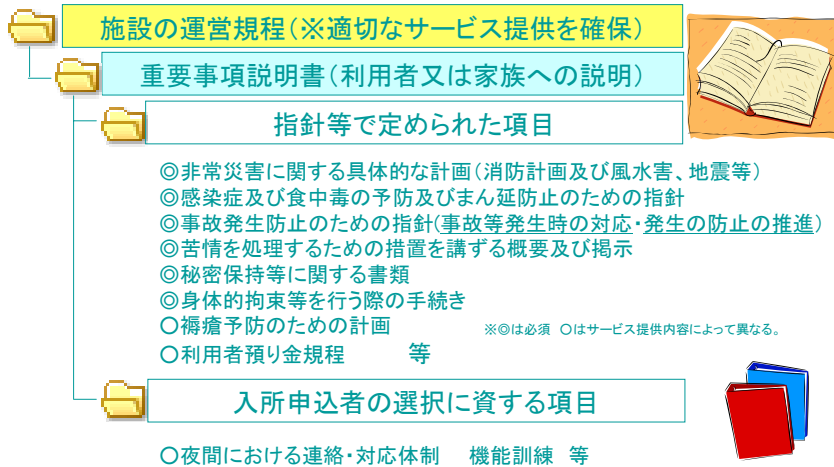 施設の運営規程(※適切なサービス提供を確保)
重要事項説明書(利用者又は家族への説明)
指針等で定められた項目
◎非常災害に関する具体的な計画(消防計画及び風水害、地震等)
◎感染症及び食中毒の予防及びまん延防止のための指針
◎事故発生防止のための指針(事故等発生時の対応・発生の防止の推進)
◎苦情を処理するための措置を講ずる概要及び掲示
◎秘密保持等に関する書類
◎身体的拘束等を行う際の手続き
○褥瘡予防のための計画 ※◎は必須 ○はサービス提供内容によって異なる。
○利用者預り金規程 等
入所申込者の選択に資する項目
○夜間における連絡・対応体制 機能訓練 等